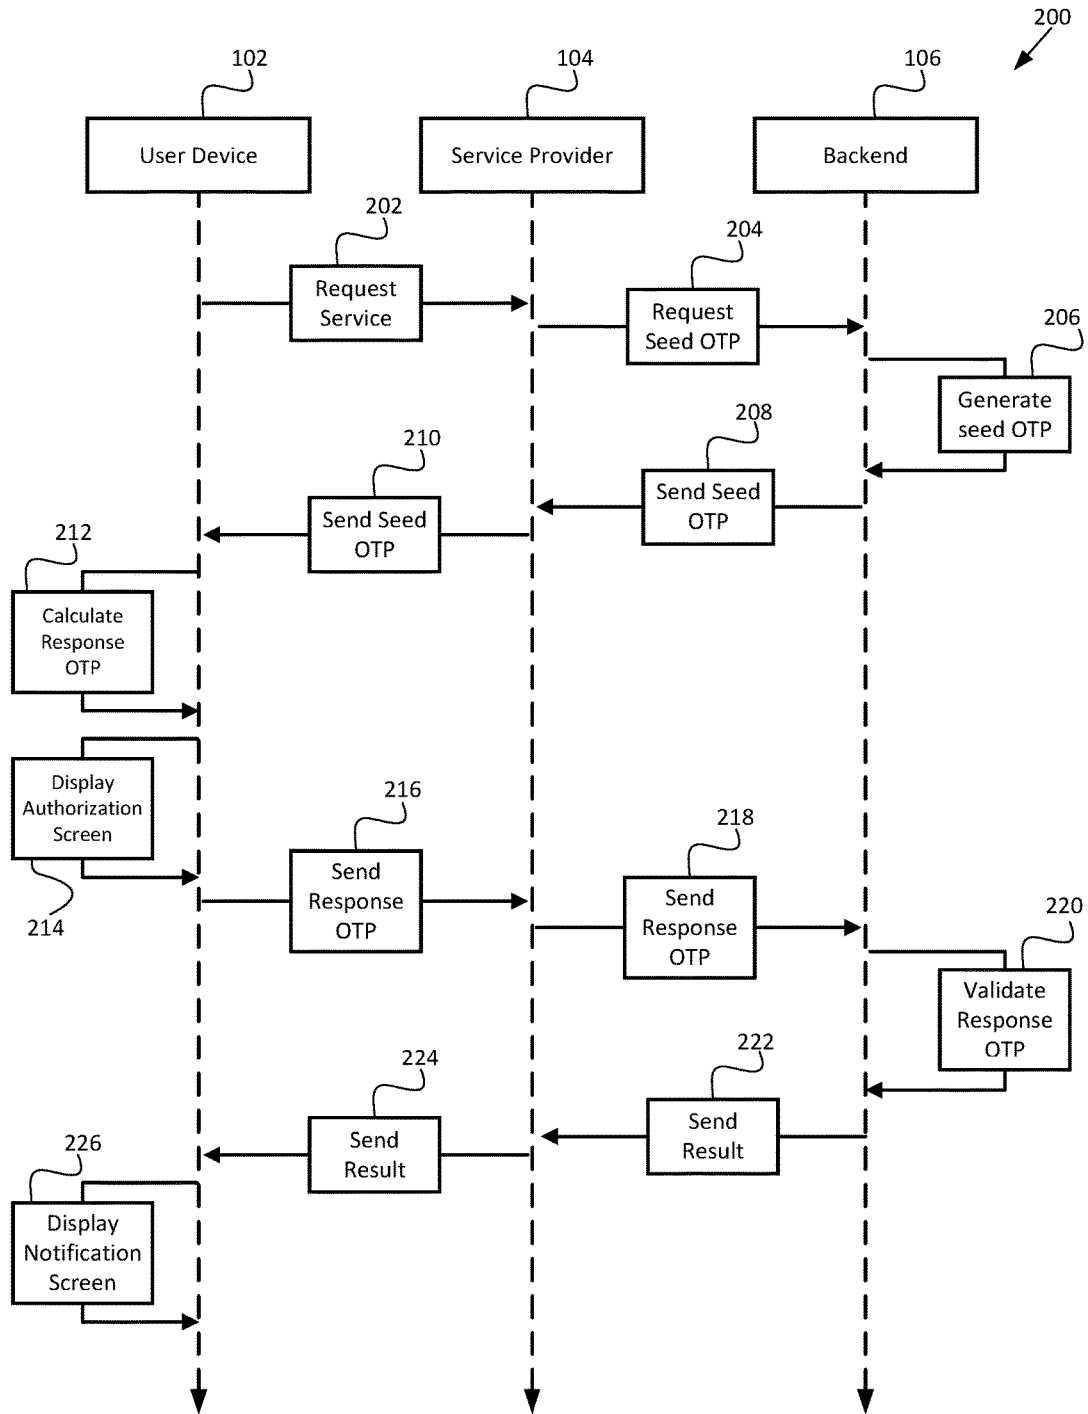 200
102
104
106
User Device
Service Provider
Backend
202
Request
Service
204
Request
Seed OTP
206
Generate
seed OTP
208
Send Seed
OTP
210
Send Seed
OTP
212
Calculate
Response
OTP
Display
Authorization
Screen
214
216
Send
Response
OTP
218
Send
Response
OTP
220
Validate
Response
OTP
222
Send
Result
224
Send
Result
226
Display
Notification
Screen